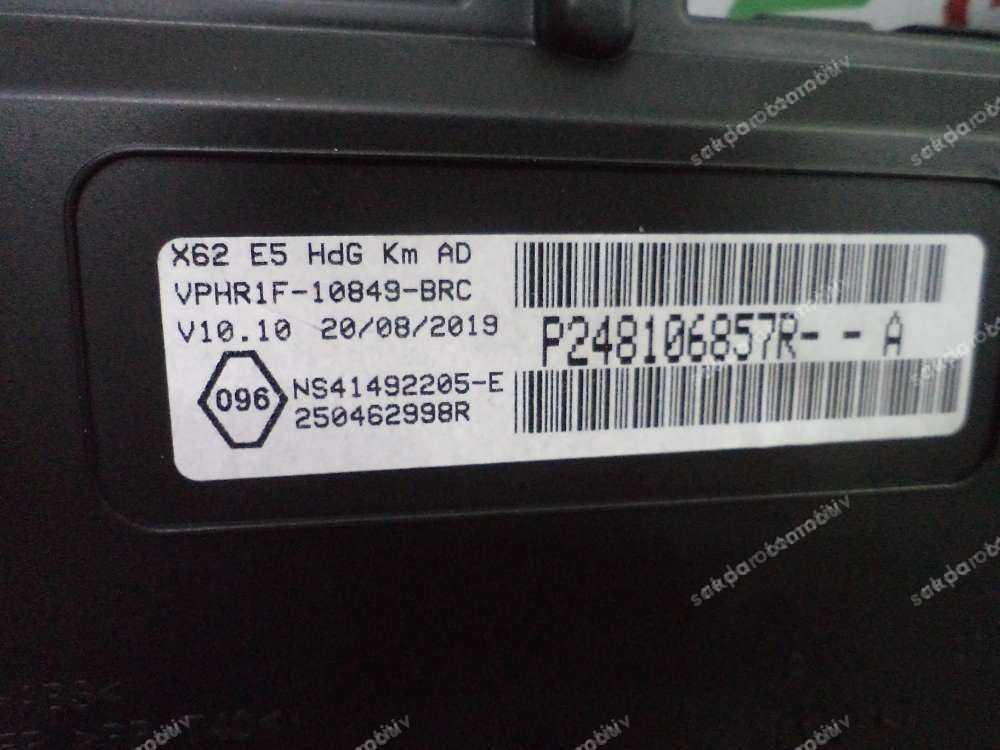 X62 E5 HdG Km AD
VPHR1F-10849-BRC
V10.10 20/08/2019
P248106857R- - A
096
NS41492205-E
250462998R